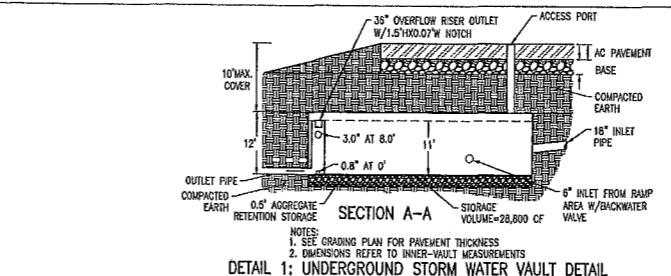 36" OVERFLOW RISER OUTLET
W/1.5'HX0.07'W NOTCH
ACCESS PORT
AC PAVEMENT
BASE
10'MAX.
COVER
COMPACTED
EARTH
12'
3.0" AT 8.0'
11'
18" INLET
PIPE
0.8" AT 0'
OUTLET PIPE
COMPACTED
EARTH
0.5' AGGREGATE
RETENTION STORAGE
SECTION A-A
STORAGE
VOLUME=28,800 CF
6" INLET FROM RAMP
AREA W/BACKWATER
VALVE
NOTES:
1. SEE GRADING PLAN FOR PAVEMENT THICKNESS
2. DIMENSIONS REFER TO INNER-VAULT MEASUREMENTS
DETAIL 1: UNDERGROUND STORM WATER VAULT DETAIL